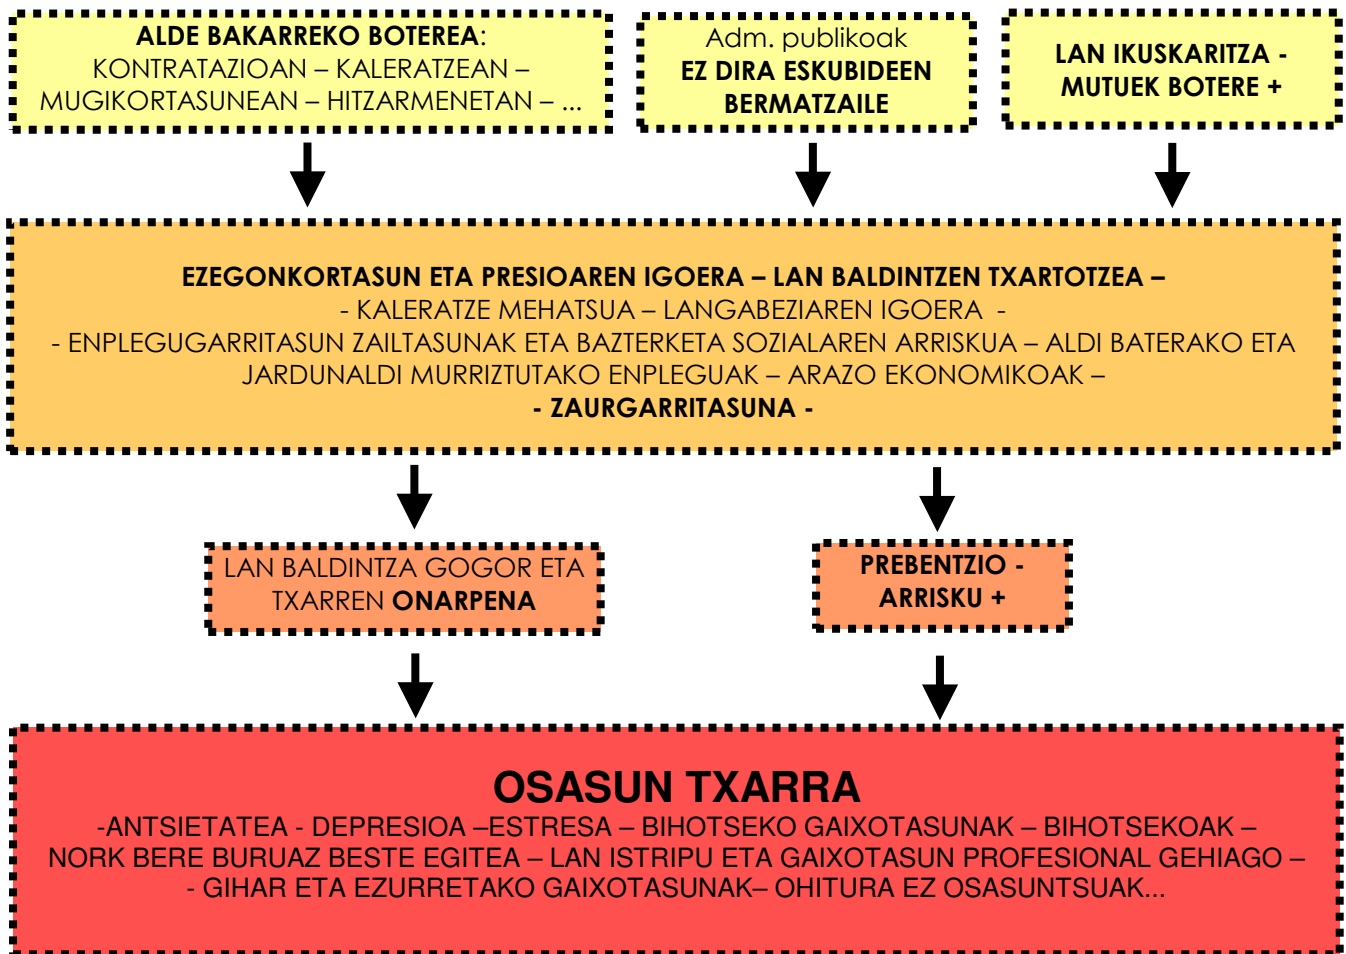 ALDE BAKARREKO BOTEREA:
KONTRATAZIOAN – KALERATZEAN –
MUGIKORTASUNEAN – HITZARMENETAN – ...
Adm. publikoak
EZ DIRA ESKUBIDEEN
BERMATZAILE
LAN IKUSKARITZA -
MUTUEK BOTERE +
EZEGONKORTASUN ETA PRESIOAREN IGOERA – LAN BALDINTZEN TXARTOTZEA –
- KALERATZE MEHATSUA – LANGABEZIAREN IGOERA -
- ENPLEGUGARRITASUN ZAILTASUNAK ETA BAZTERKETA SOZIALAREN ARRISKUA – ALDI BATERAKO ETA
JARDUNALDI MURRIZTUTAKO ENPLEGUAK – ARAZO EKONOMIKOAK –
- ZAURGARRITASUNA -
LAN BALDINTZA GOGOR ETA
TXARREN ONARPENA
PREBENTZIO -
ARRISKU +
OSASUN TXARRA
-ANTSIETATEA - DEPRESIOA –ESTRESA – BIHOTSEKO GAIXOTASUNAK – BIHOTSEKOAK –
NORK BERE BURUAZ BESTE EGITEA – LAN ISTRIPU ETA GAIXOTASUN PROFESIONAL GEHIAGO –
- GIHAR ETA EZURRETAKO GAIXOTASUNAK– OHITURA EZ OSASUNTSUAK...